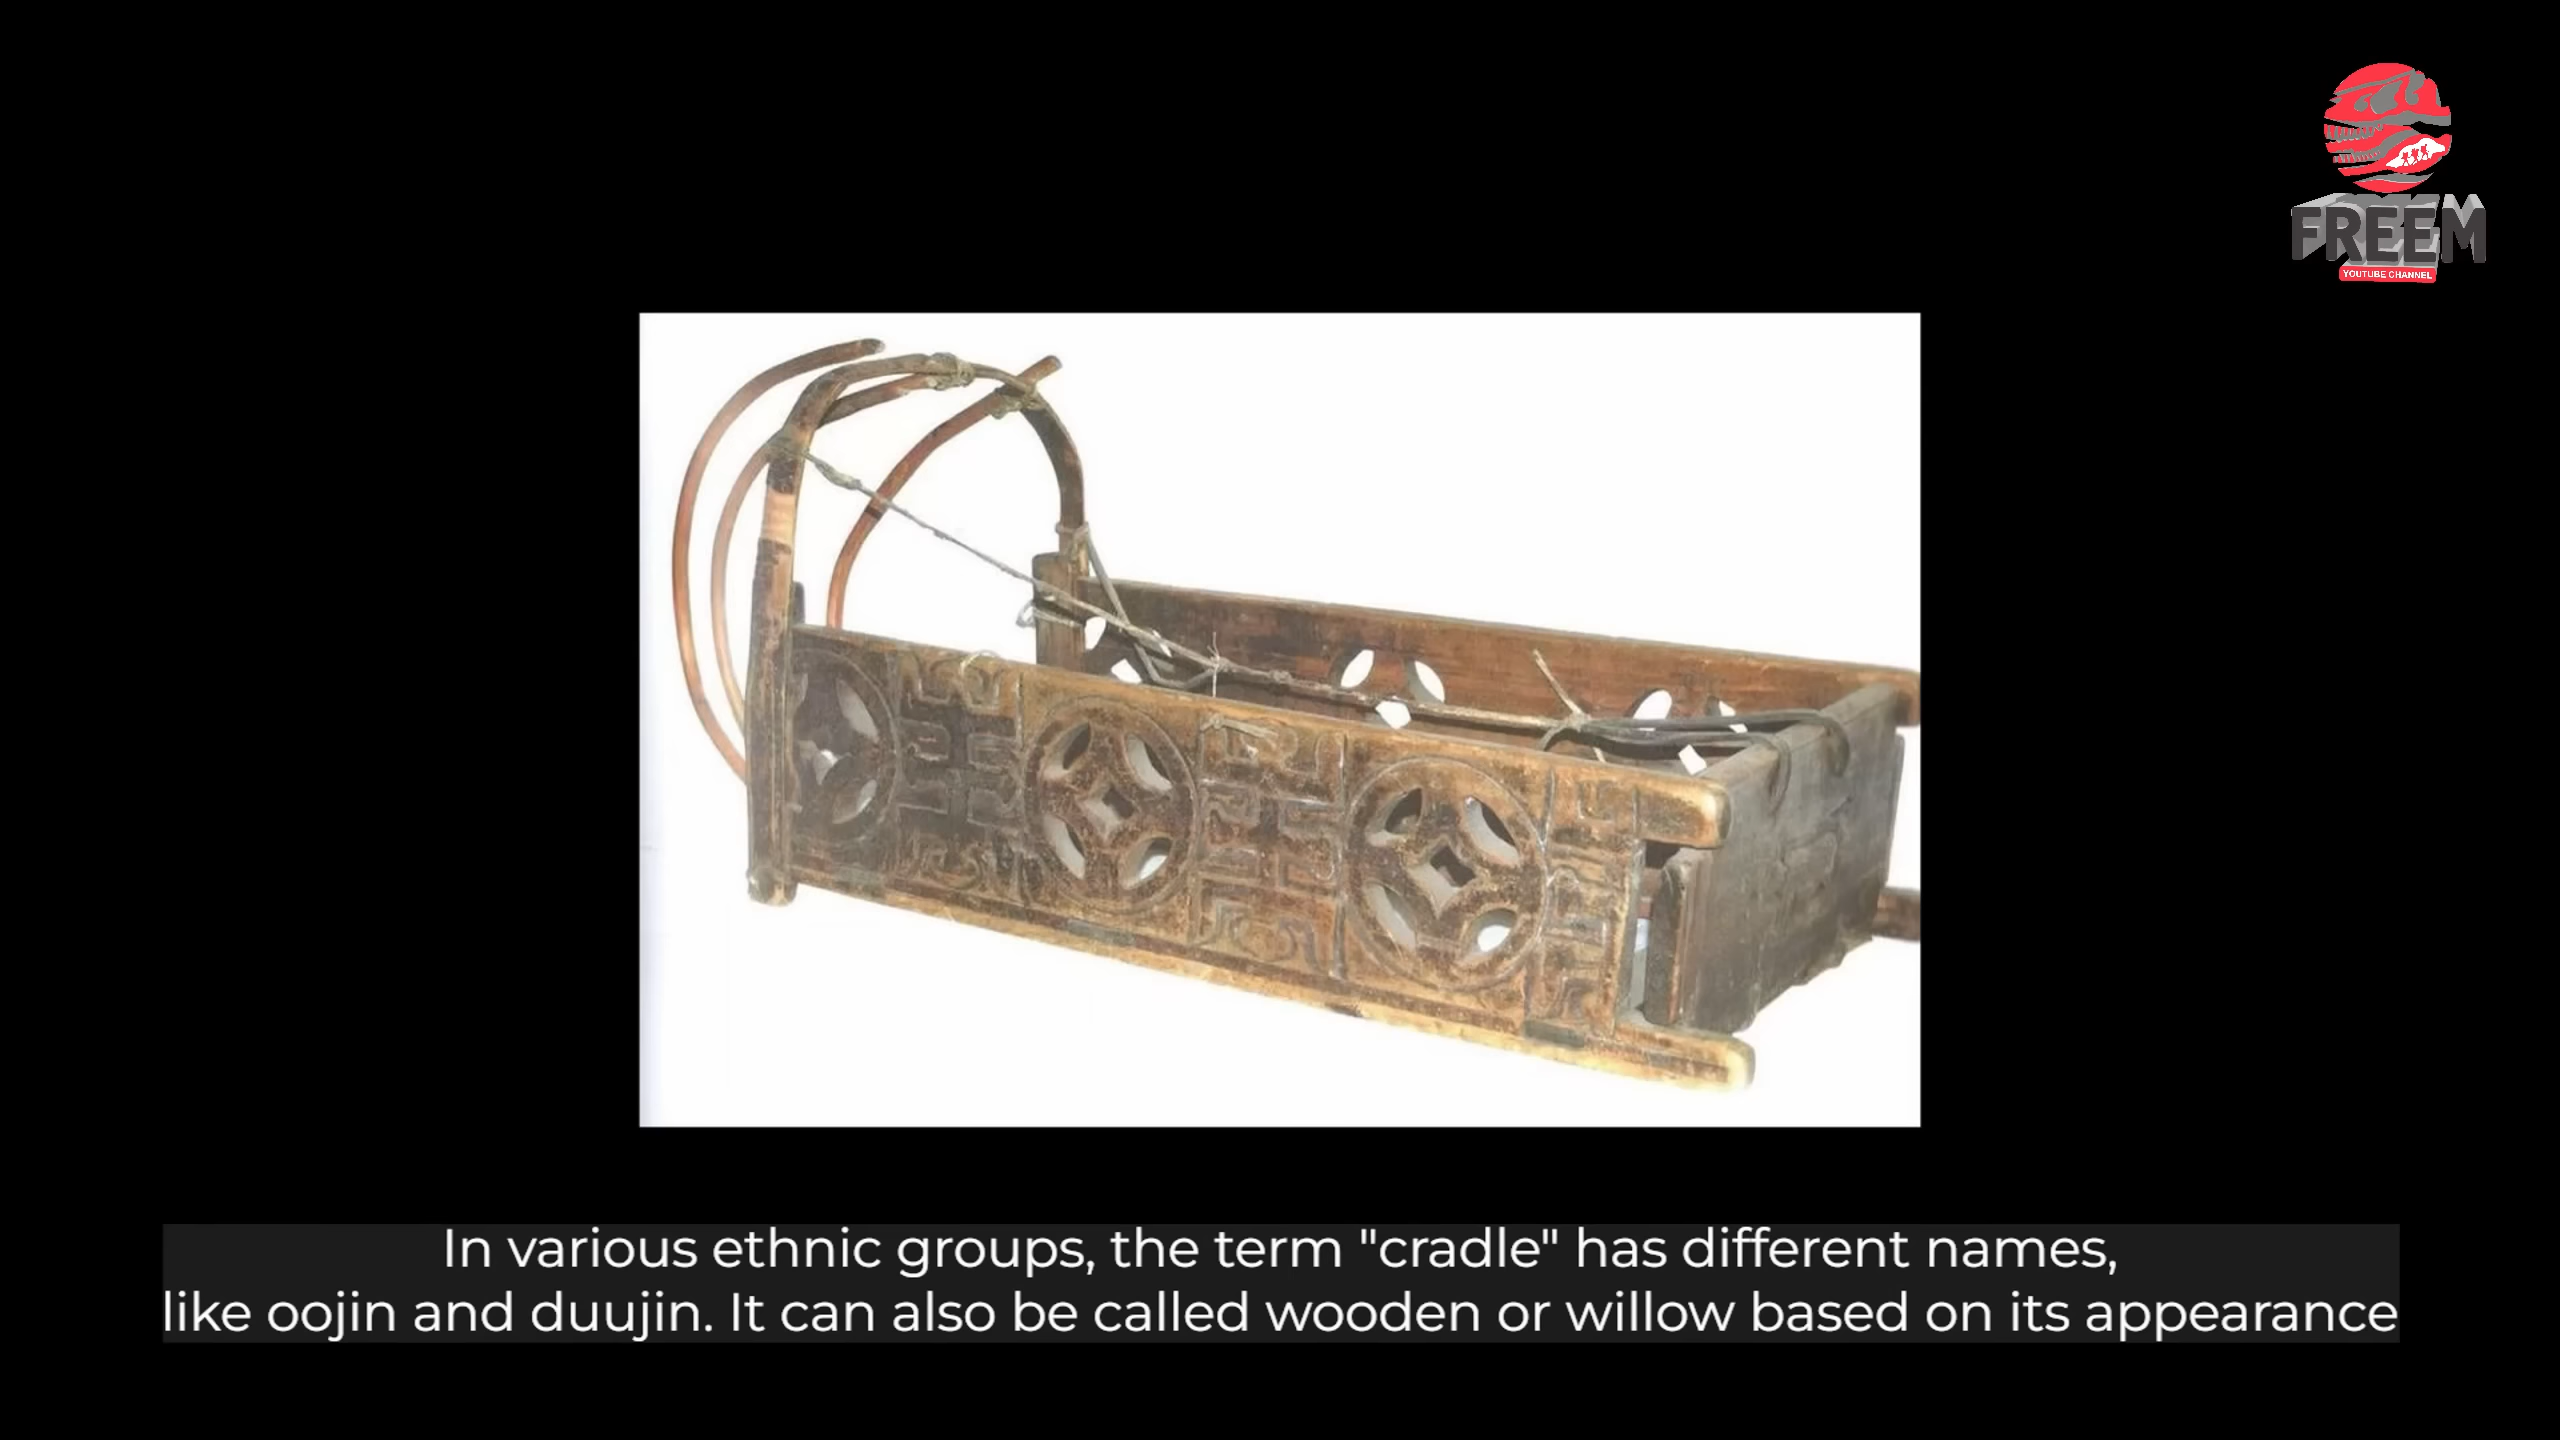 FREEM
YOUTUBE CHANNEL
In various ethnic groups, the term "cradle" has different names,
like oojin and duujin. It can also be called wooden or willow based on its appearance